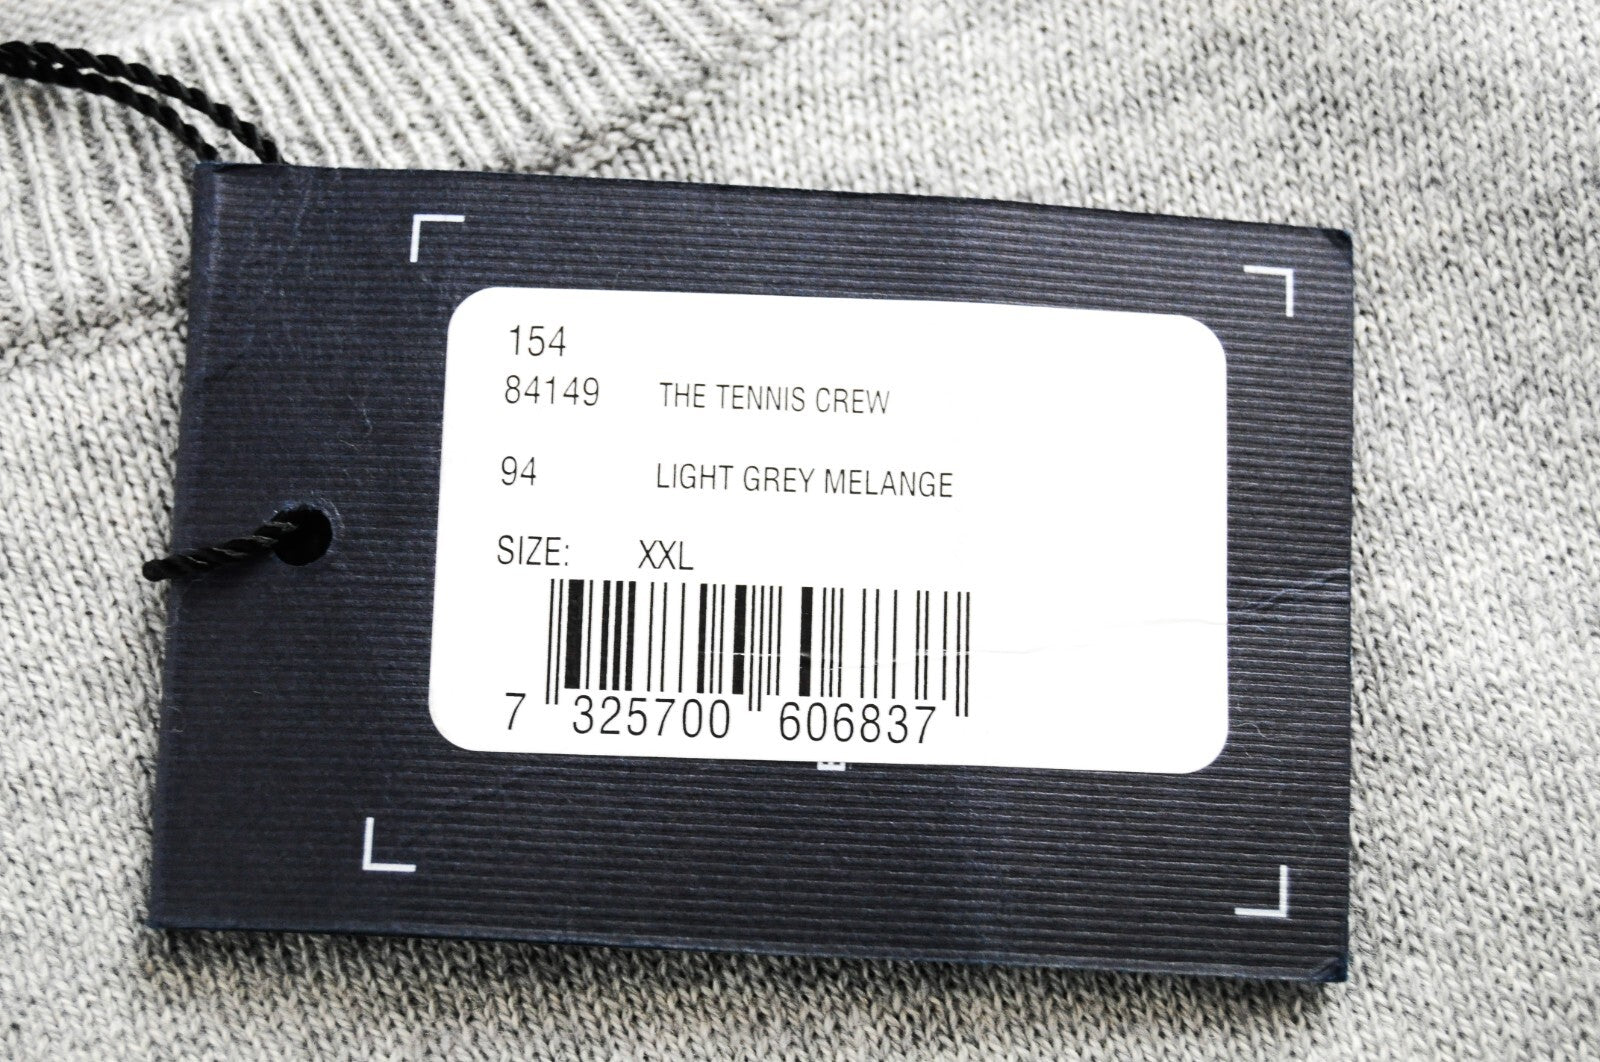 154
84149 THE TENNIS CREW
94 LIGHT GREY MELANGE
SIZE: XXL
7 325700 606837